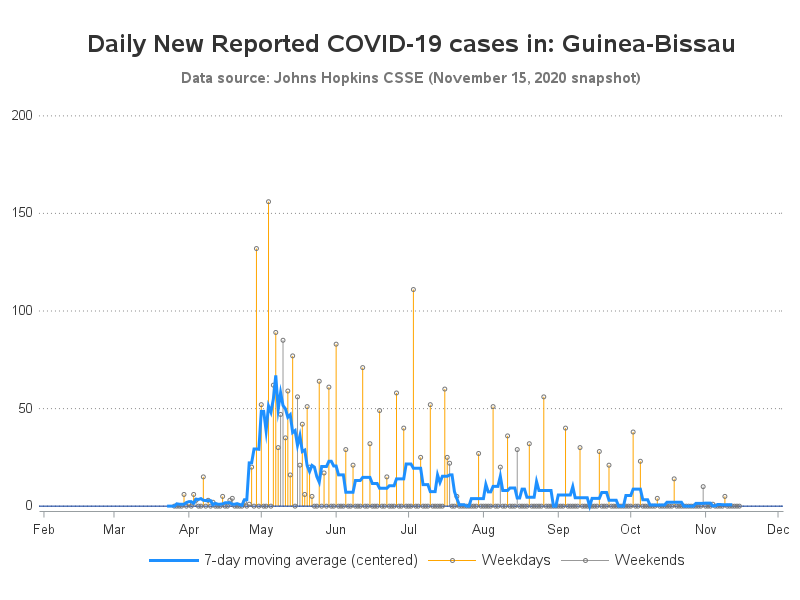 Daily New Reported COVID-19 cases in: Guinea-Bissau
Data source: Johns Hopkins CSSE (November 15, 2020 snapshot)
200
150
100
50
0
Feb Mar Apr May Jun Jul Aug Sep Oct Nov Dec
7-day moving average (centered) Weekdays Weekends